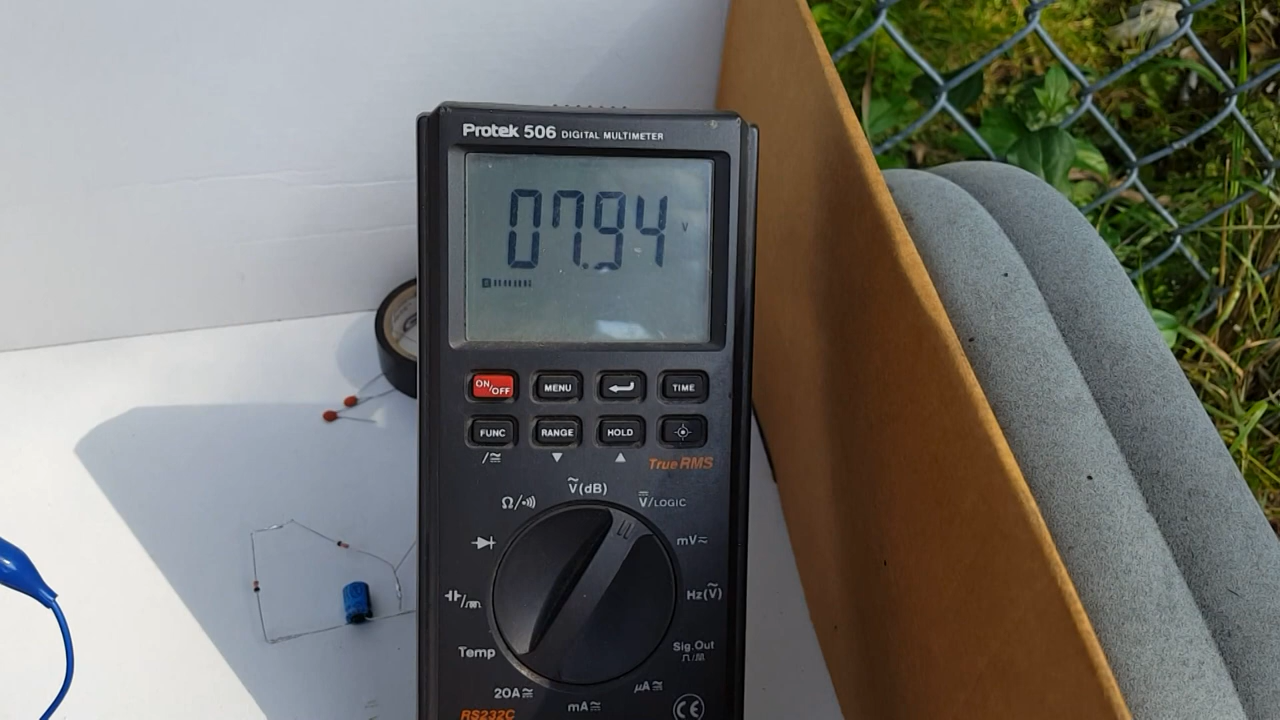 Protek 506 DIGITAL MULTIMETER
07.94 V
ON/OFF MENU TIME
FUNC RANGE HOLD
True RMS
Ṽ(dB)
Ω V/LOGIC
mV
Hz(Ṽ)
Temp Sig.Out
20A µA
mA
RS232C CE